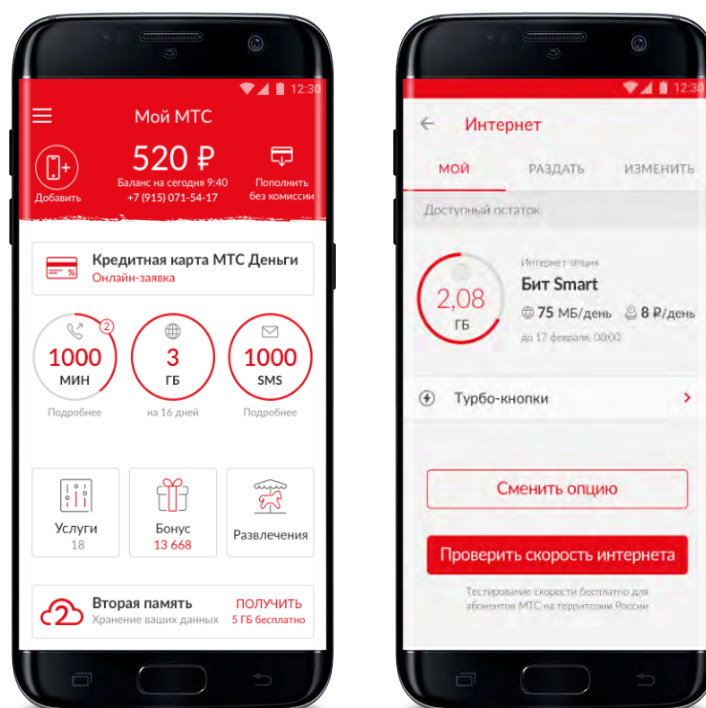 12:30
Мой МТС
Добавить
520 ₽
Баланс на сегодня 9:40
+7 (915) 071-54-17
Пополнить
без комиссии
Кредитная карта МТС Деньги
Онлайн-заявка
2
1000
МИН
Подробнее
3
ГБ
на 16 дней
1000
SMS
Подробнее
Услуги
18
Бонус
13 668
Развлечения
2
Вторая память
Хранение ваших данных
ПОЛУЧИТЬ
5 ГБ бесплатно
12:30
Интернет
МОЙ РАЗДАТЬ ИЗМЕНИТЬ
Доступный остаток
2,08
ГБ
Интернет-опция
Бит Smart
75 МБ/день 8 ₽/день
до 17 февраля, 00:00
Турбо-кнопки
Сменить опцию
Проверить скорость интернета
Тестирование скорости бесплатно для
абонентов МТС на территории России